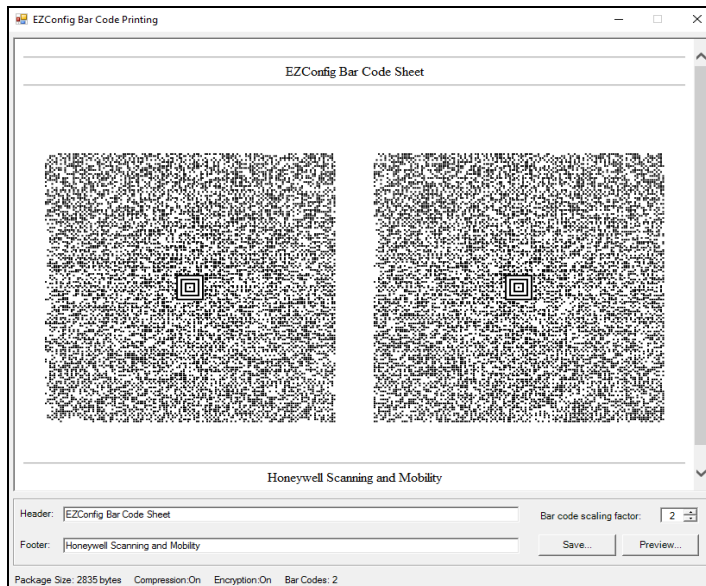 EZConfig Bar Code Printing
EZConfig Bar Code Sheet
Honeywell Scanning and Mobility
Header: EZConfig Bar Code Sheet Bar code scaling factor: 2
Footer: Honeywell Scanning and Mobility Save... Preview...
Package Size: 2835 bytes Compression:On Encryption:On Bar Codes: 2